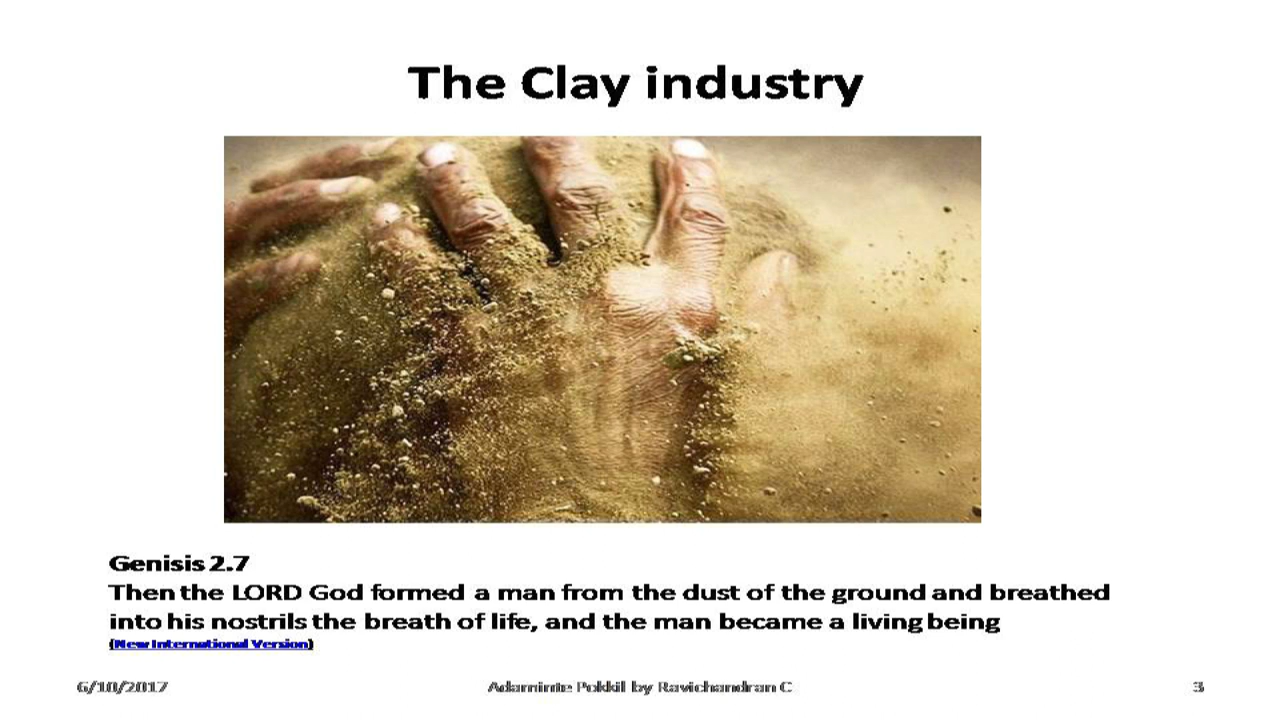 The Clay industry
Genisis 2.7
Then the LORD God formed a man from the dust of the ground and breathed
into his nostrils the breath of life, and the man became a living being
(New International Version)
6/10/2017
Adaminte Pokkil by Ravichandran C
3